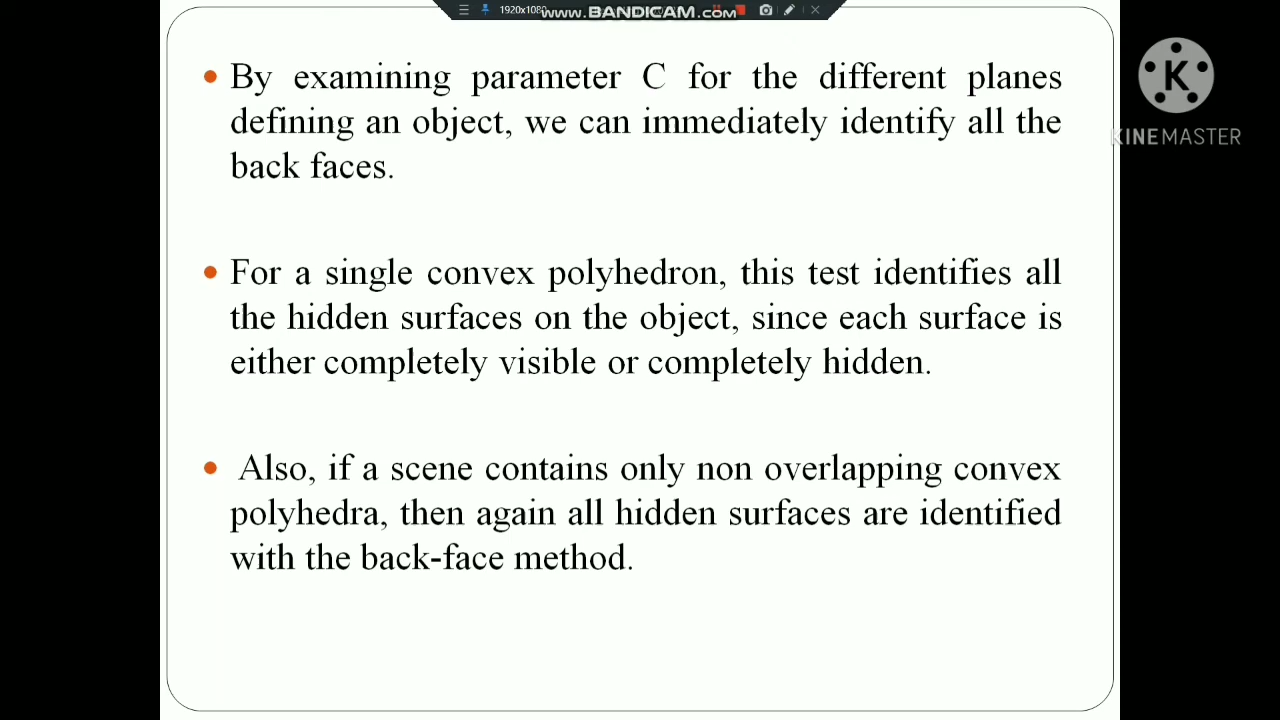 1920x1080
www.BANDICAM.com
K
KINEMASTER
• By examining parameter C for the different planes
defining an object, we can immediately identify all the
back faces.
• For a single convex polyhedron, this test identifies all
the hidden surfaces on the object, since each surface is
either completely visible or completely hidden.
• Also, if a scene contains only non overlapping convex
polyhedra, then again all hidden surfaces are identified
with the back-face method.